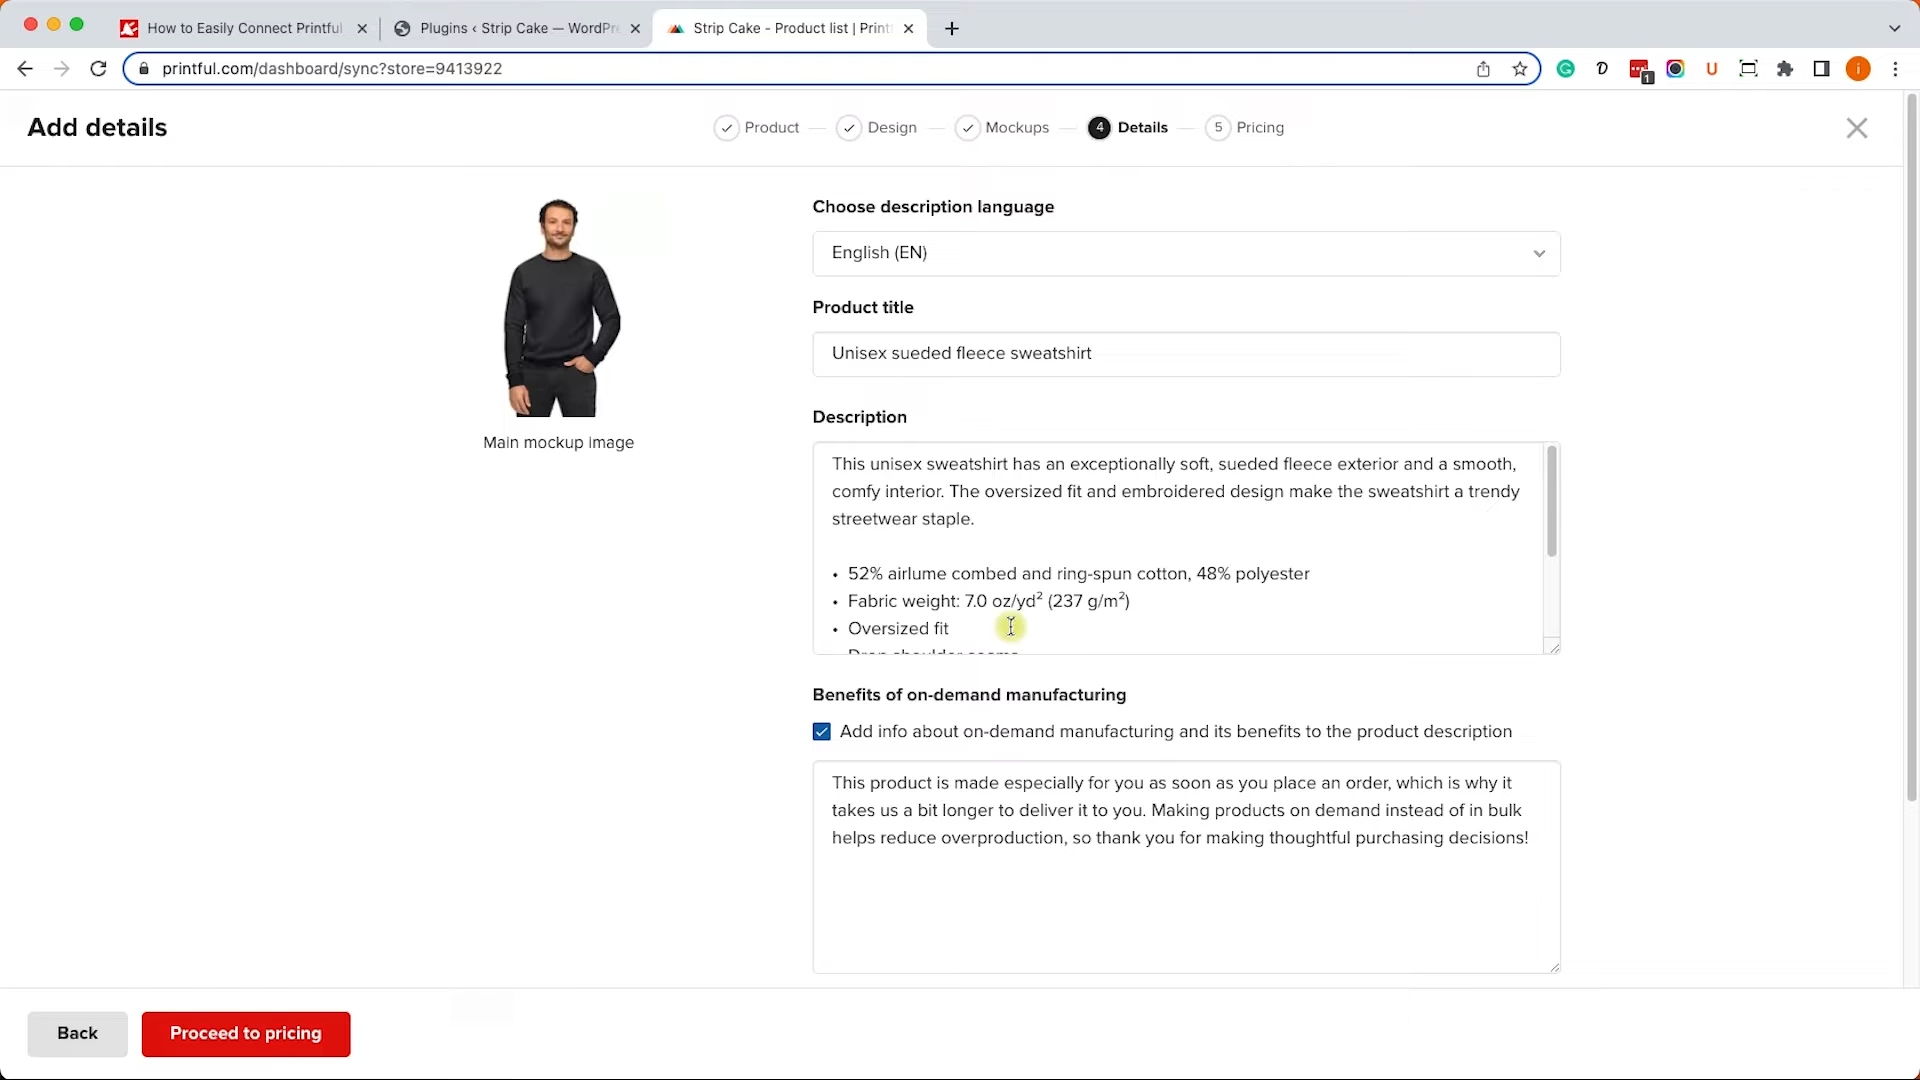 How to Easily Connect Printful
Plugins ‹ Strip Cake — WordPre
Strip Cake - Product list | Print
printful.com/dashboard/sync?store=9413922
1
U
i
Add details
Product
Design
Mockups
4 Details
5 Pricing
Main mockup image
Choose description language
English (EN)
Product title
Unisex sueded fleece sweatshirt
Description
This unisex sweatshirt has an exceptionally soft, sueded fleece exterior and a smooth,
comfy interior. The oversized fit and embroidered design make the sweatshirt a trendy
streetwear staple.
• 52% airlume combed and ring-spun cotton, 48% polyester
• Fabric weight: 7.0 oz/yd² (237 g/m²)
• Oversized fit
• Drop shoulder seams
Benefits of on-demand manufacturing
Add info about on-demand manufacturing and its benefits to the product description
This product is made especially for you as soon as you place an order, which is why it
takes us a bit longer to deliver it to you. Making products on demand instead of in bulk
helps reduce overproduction, so thank you for making thoughtful purchasing decisions!
Back
Proceed to pricing